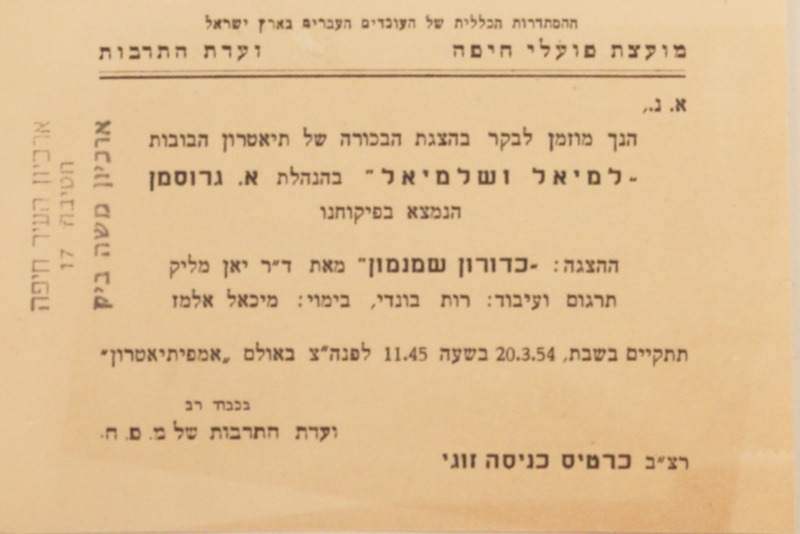 ההסתדרות הכללית של העובדים העברים בארץ ישראל
מועצת פועלי חיפה ועדת התרבות
א. נ.,
הנך מוזמן לבקר בהצגת הבכורה של תיאטרון הבובות
„למיאל ושלמיאל" בהנהלת א. גרוסמן
הנמצא בפיקוחנו
ההצגה: „כדורון שמנמון" מאת ד"ר יאן מליק
תרגום ועיבוד: רות בונדי, בימוי: מיכאל אלמז
תתקיים בשבת, 20.3.54 בשעה 11.45 לפנה"צ באולם „אמפיתיאטרון"
בכבוד רב
ועדת התרבות של מ. פ. ח.
רצ"ב כרטיס כניסה זוגי
ארכיון משה ביק
חטיבה 17
ארכיון העיר חיפה